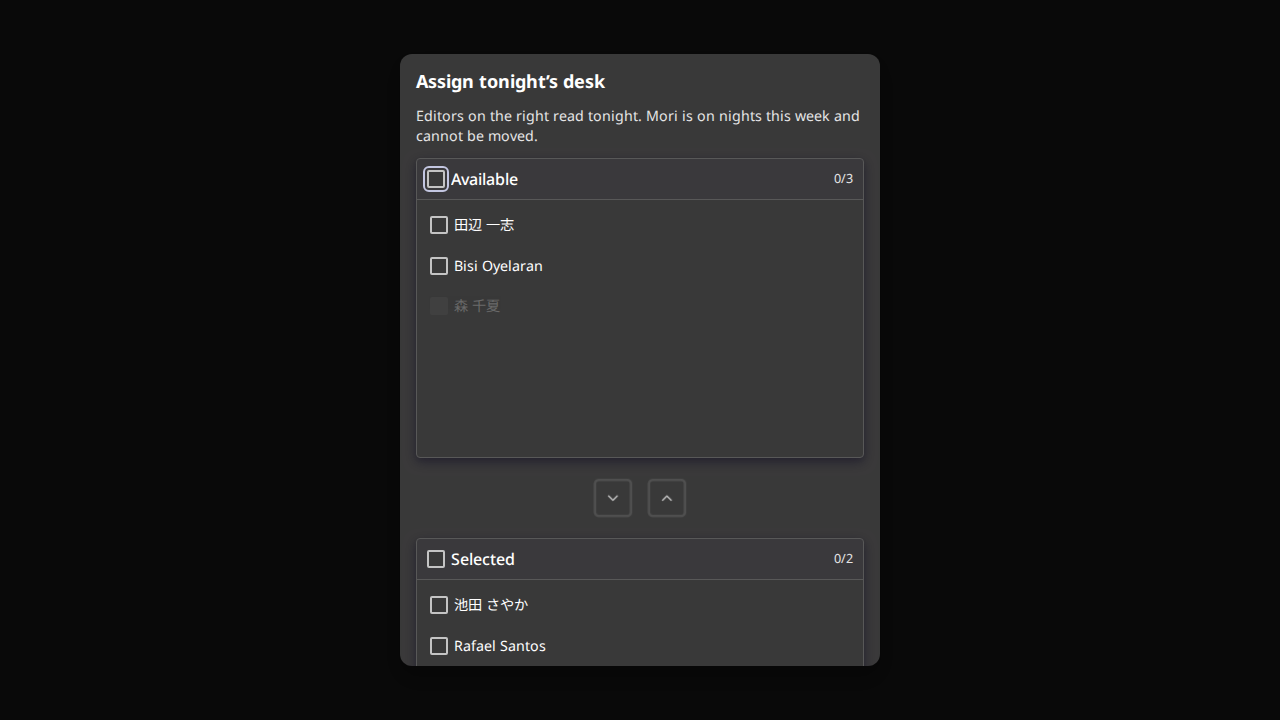 Assign tonight’s desk
Editors on the right read tonight. Mori is on nights this week and
cannot be moved.
Available 0/3
田辺 一志
Bisi Oyelaran
森 千夏
Selected 0/2
池田 さやか
Rafael Santos